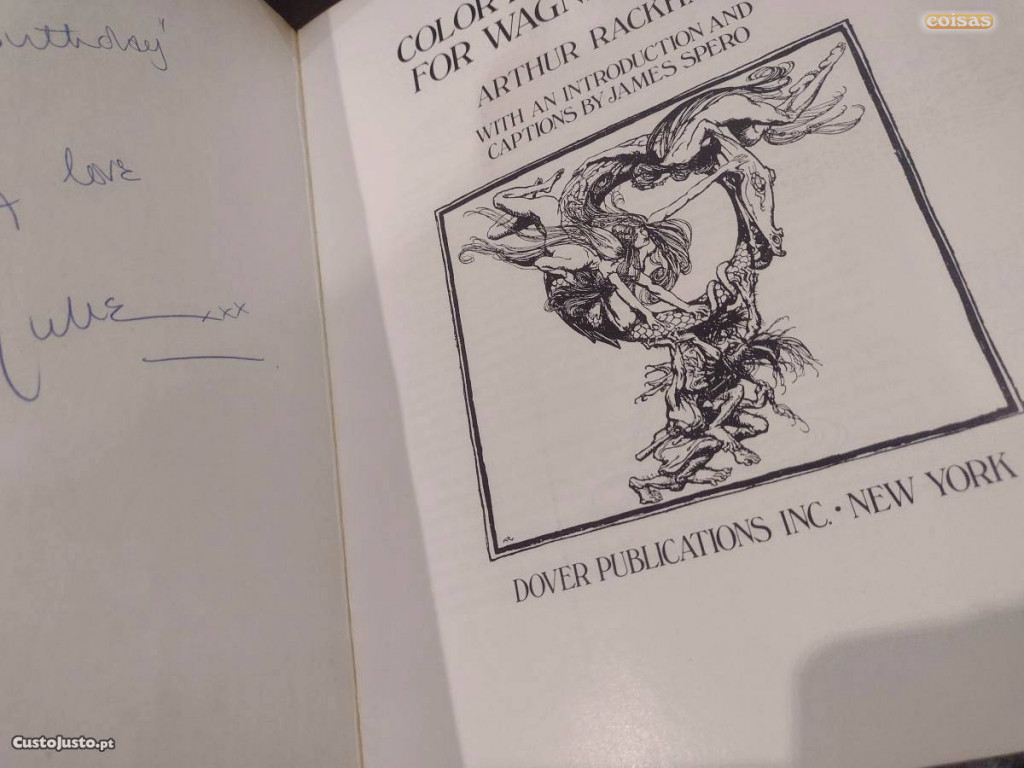 Birthday"
love
xxx
COLOR
FOR WAGN
ARTHUR RACKHA
WITH AN INTRODUCTION AND
CAPTIONS BY JAMES SPERO
DOVER PUBLICATIONS INC. • NEW YORK
coisas
CustoJusto.pt